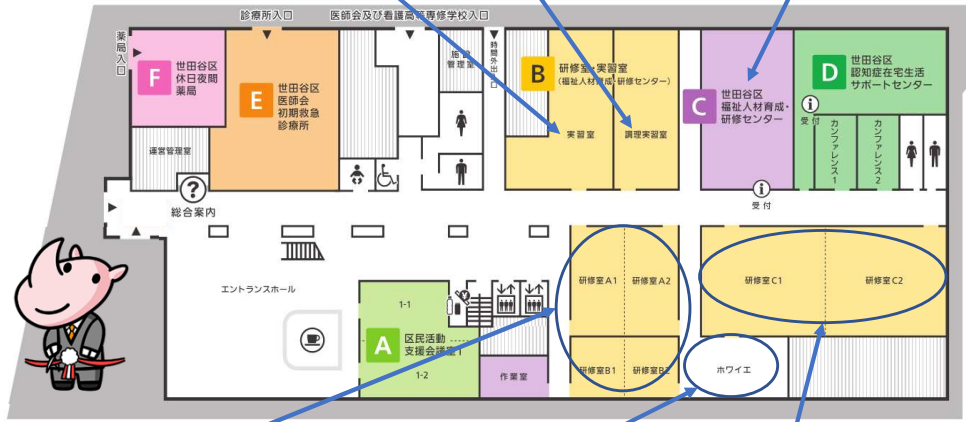 診療所入口
医師会及び看護高等専修学校入口
薬局入口
F
世田谷区
休日夜間
薬局
E
世田谷区
医師会
初期救急
診療所
管理室
B
研修室・実習室
(福祉人材育成・研修センター)
実習室
調理実習室
C
世田谷区
福祉人材育成・
研修センター
D
世田谷区
認知症在宅生活
サポートセンター
受付
カンファレンス1
カンファレンス2
運営管理室
?
総合案内
受付
エントランスホール
1-1
A
区民活動
支援会議室1
1-2
作業室
研修室A1
研修室A2
研修室B1
研修室B2
研修室C1
研修室C2
ホワイエ